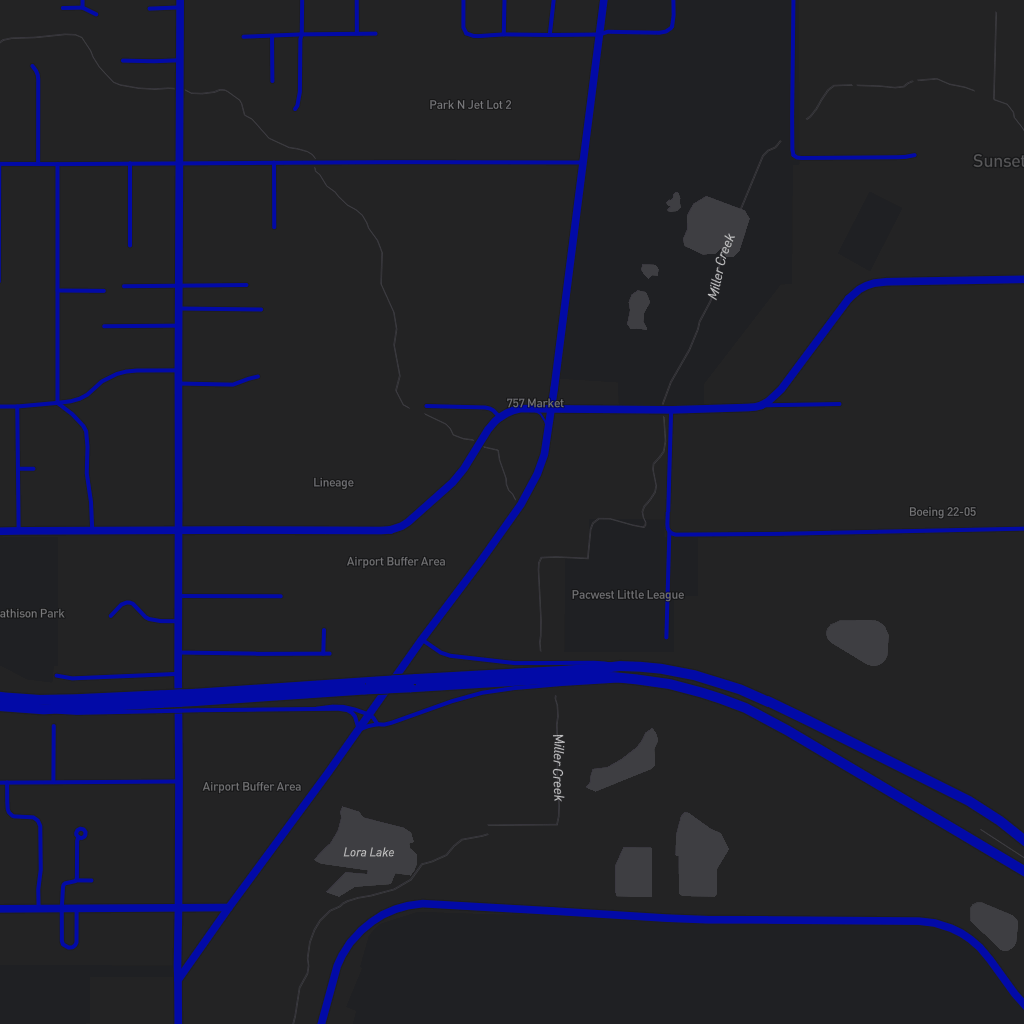 Park N Jet Lot 2
Sunset
Miller Creek
757 Market
Lineage
Boeing 22-05
Airport Buffer Area
Pacwest Little League
athison Park
Miller Creek
Airport Buffer Area
Lora Lake